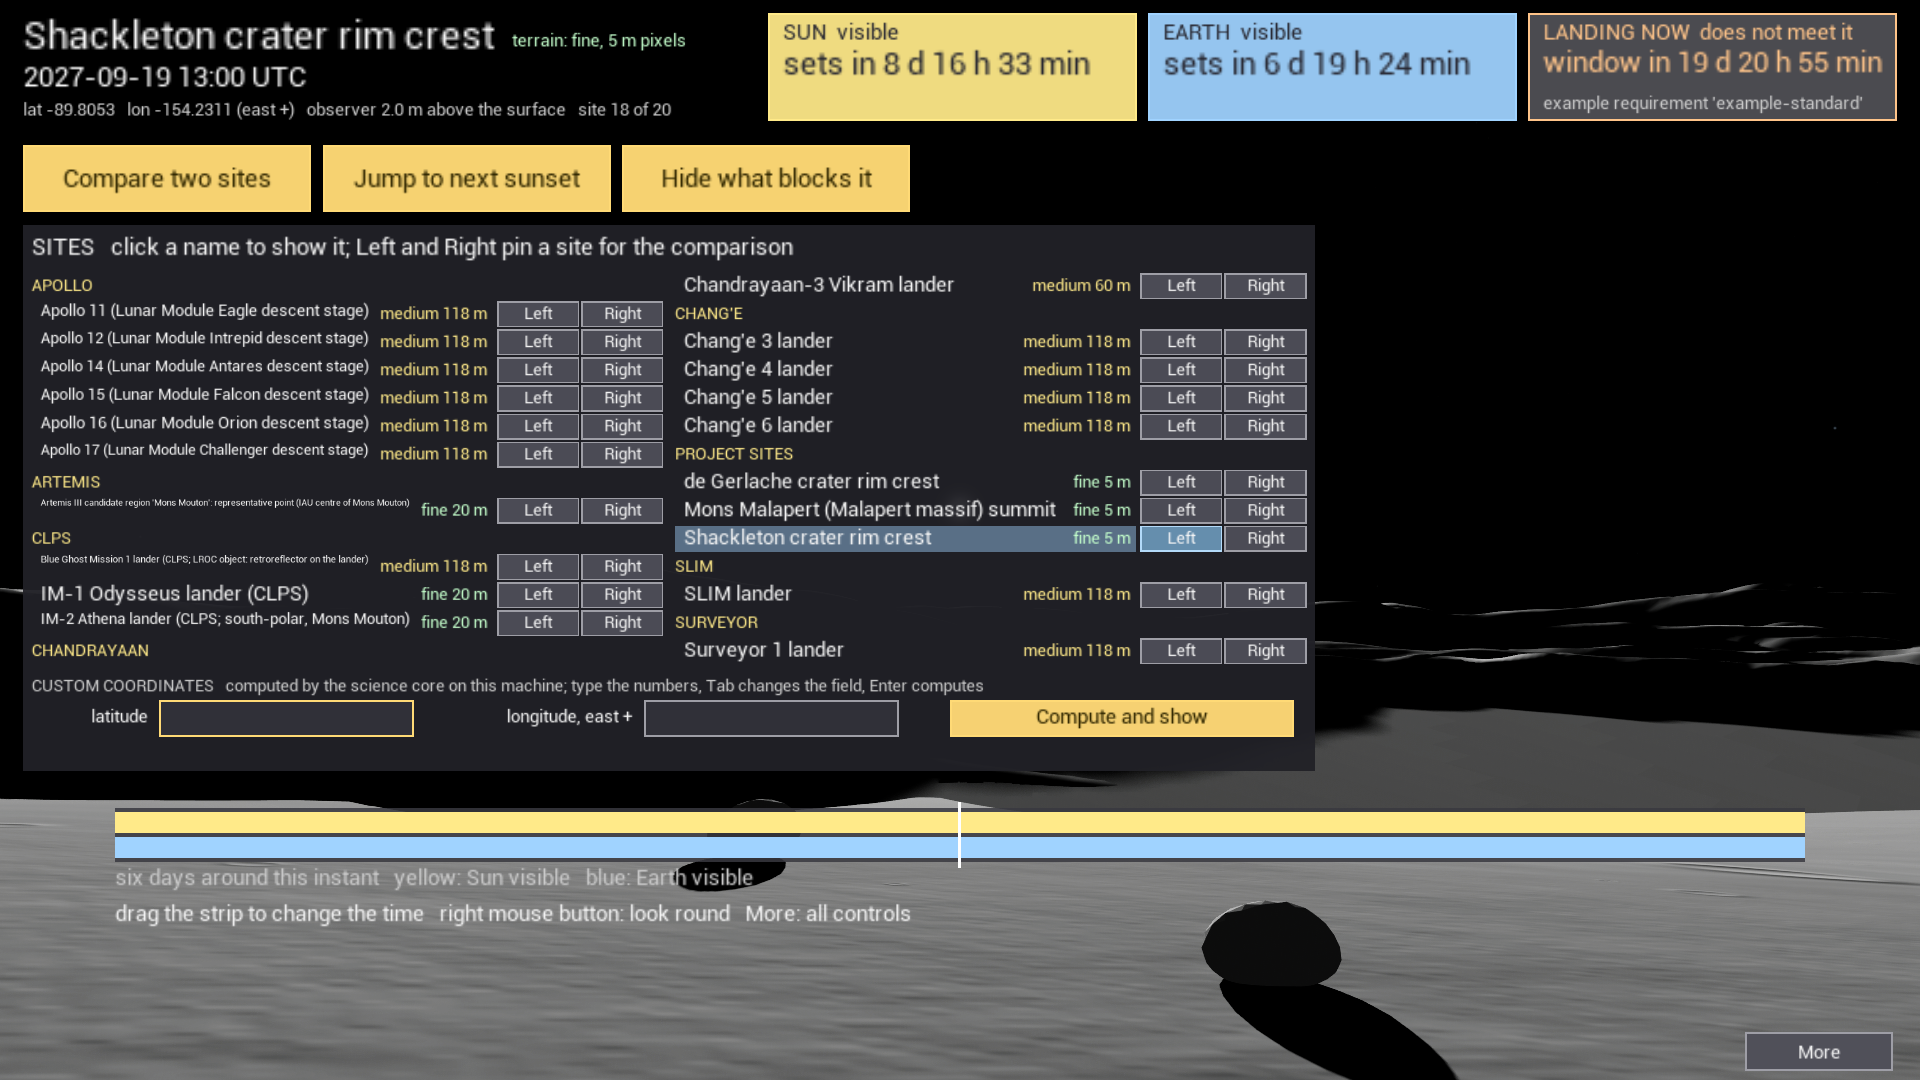 Shackleton crater rim crest terrain: fine, 5 m pixels
2027-09-19 13:00 UTC
lat -89.8053 lon -154.2311 (east +) observer 2.0 m above the surface site 18 of 20
SUN visible
sets in 8 d 16 h 33 min
EARTH visible
sets in 6 d 19 h 24 min
LANDING NOW does not meet it
window in 19 d 20 h 55 min
example requirement 'example-standard'
Compare two sites
Jump to next sunset
Hide what blocks it
SITES click a name to show it; Left and Right pin a site for the comparison
APOLLO
Apollo 11 (Lunar Module Eagle descent stage) medium 118 m Left Right
Apollo 12 (Lunar Module Intrepid descent stage) medium 118 m Left Right
Apollo 14 (Lunar Module Antares descent stage) medium 118 m Left Right
Apollo 15 (Lunar Module Falcon descent stage) medium 118 m Left Right
Apollo 16 (Lunar Module Orion descent stage) medium 118 m Left Right
Apollo 17 (Lunar Module Challenger descent stage) medium 118 m Left Right
ARTEMIS
Artemis III candidate region 'Mons Mouton': representative point (IAU centre of Mons Mouton) fine 20 m Left Right
CLPS
Blue Ghost Mission 1 lander (CLPS; LROC object: retroreflector on the lander) medium 118 m Left Right
IM-1 Odysseus lander (CLPS) fine 20 m Left Right
IM-2 Athena lander (CLPS; south-polar, Mons Mouton) fine 20 m Left Right
CHANDRAYAAN
Chandrayaan-3 Vikram lander medium 60 m Left Right
CHANG'E
Chang'e 3 lander medium 118 m Left Right
Chang'e 4 lander medium 118 m Left Right
Chang'e 5 lander medium 118 m Left Right
Chang'e 6 lander medium 118 m Left Right
PROJECT SITES
de Gerlache crater rim crest fine 5 m Left Right
Mons Malapert (Malapert massif) summit fine 5 m Left Right
Shackleton crater rim crest fine 5 m Left Right
SLIM
SLIM lander medium 118 m Left Right
SURVEYOR
Surveyor 1 lander medium 118 m Left Right
CUSTOM COORDINATES computed by the science core on this machine; type the numbers, Tab changes the field, Enter computes
latitude longitude, east + Compute and show
six days around this instant yellow: Sun visible blue: Earth visible
drag the strip to change the time right mouse button: look round More: all controls
More